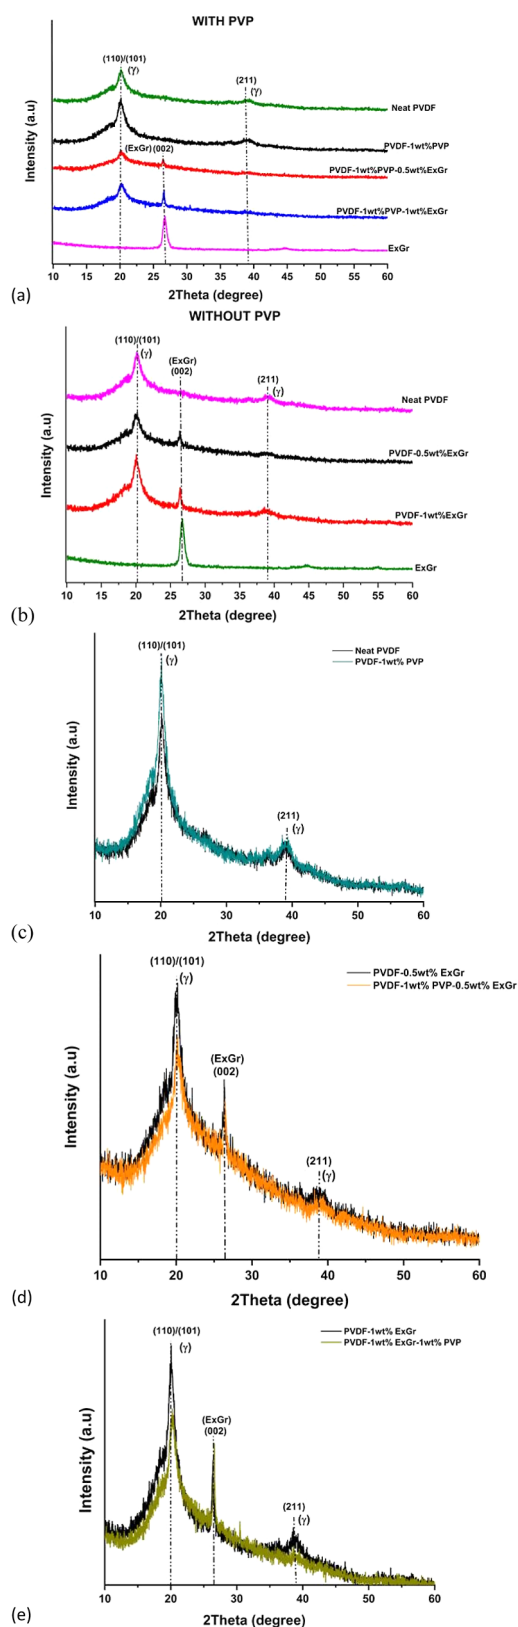 WITH PVP
(110)/(101)
(γ)
(211)
(γ)
Neat PVDF
PVDF-1wt%PVP
(ExGr) (002)
PVDF-1wt%PVP-0.5wt%ExGr
PVDF-1wt%PVP-1wt%ExGr
ExGr
Intensity (a.u)
10 15 20 25 30 35 40 45 50 55 60
2Theta (degree)
(a)
WITHOUT PVP
(110)/(101)
(γ)
(ExGr)
(002)
(211)
(γ)
Neat PVDF
PVDF-0.5wt%ExGr
PVDF-1wt%ExGr
ExGr
Intensity (a.u)
10 15 20 25 30 35 40 45 50 55 60
2Theta (degree)
(b)
(110)/(101)
(γ)
Neat PVDF
PVDF-1wt% PVP
(211)
(γ)
Intensity (a.u)
10 20 30 40 50 60
2Theta (degree)
(c)
(110)/(101)
(γ)
PVDF-0.5wt% ExGr
PVDF-1wt% PVP-0.5wt% ExGr
(ExGr)
(002)
(211)
(γ)
Intensity (a.u)
10 20 30 40 50 60
2Theta (degree)
(d)
(110)/(101)
(γ)
PVDF-1wt% ExGr
PVDF-1wt% ExGr-1wt% PVP
(ExGr)
(002)
(211)
(γ)
Intensity (a.u)
10 20 30 40 50 60
2Theta (degree)
(e)